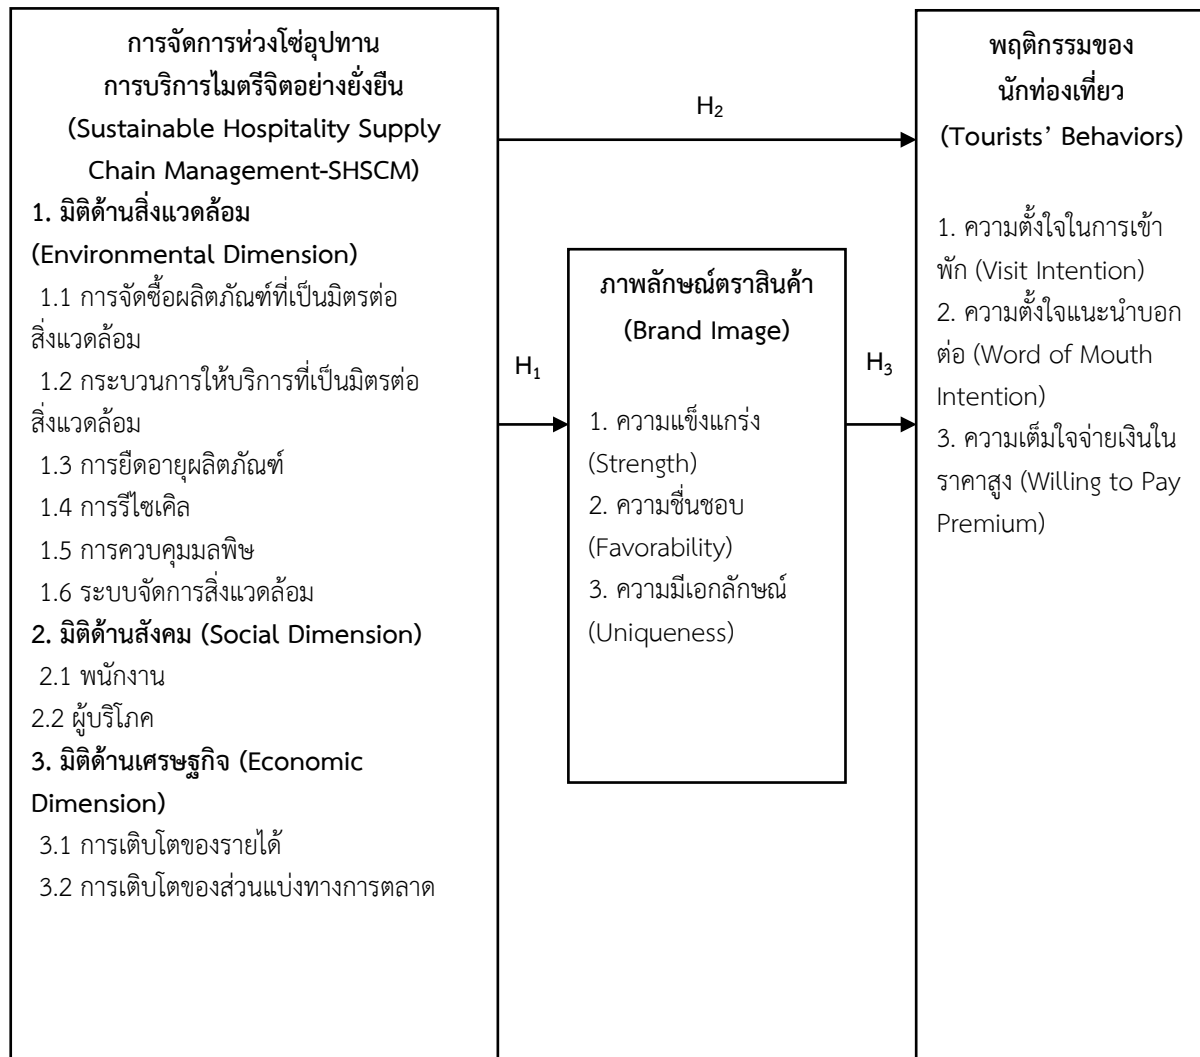 การจัดการห่วงโซ่อุปทาน
การบริการไมตรีจิตอย่างยั่งยืน
(Sustainable Hospitality Supply
Chain Management-SHSCM)
1. มิติด้านสิ่งแวดล้อม
(Environmental Dimension)
1.1 การจัดซื้อผลิตภัณฑ์ที่เป็นมิตรต่อ
สิ่งแวดล้อม
1.2 กระบวนการให้บริการที่เป็นมิตรต่อ
สิ่งแวดล้อม
1.3 การยืดอายุผลิตภัณฑ์
1.4 การรีไซเคิล
1.5 การควบคุมมลพิษ
1.6 ระบบจัดการสิ่งแวดล้อม
2. มิติด้านสังคม (Social Dimension)
2.1 พนักงาน
2.2 ผู้บริโภค
3. มิติด้านเศรษฐกิจ (Economic
Dimension)
3.1 การเติบโตของรายได้
3.2 การเติบโตของส่วนแบ่งทางการตลาด
H₁
H₂
ภาพลักษณ์ตราสินค้า
(Brand Image)
1. ความแข็งแกร่ง
(Strength)
2. ความชื่นชอบ
(Favorability)
3. ความมีเอกลักษณ์
(Uniqueness)
H₃
พฤติกรรมของ
นักท่องเที่ยว
(Tourists’ Behaviors)
1. ความตั้งใจในการเข้า
พัก (Visit Intention)
2. ความตั้งใจแนะนำบอก
ต่อ (Word of Mouth
Intention)
3. ความเต็มใจจ่ายเงินใน
ราคาสูง (Willing to Pay
Premium)